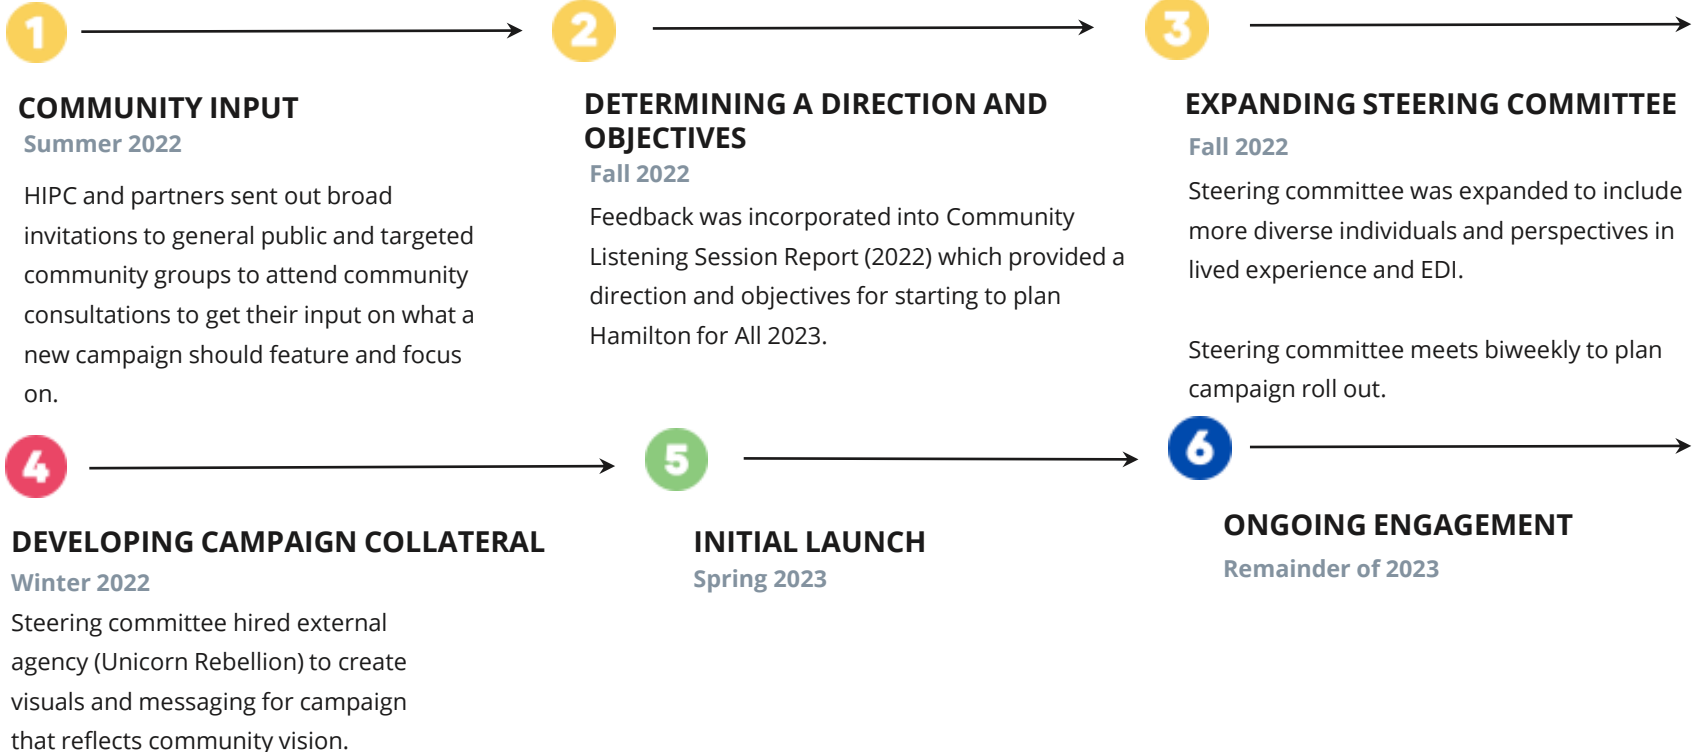 1
COMMUNITY INPUT
Summer 2022
HIPC and partners sent out broad
invitations to general public and targeted
community groups to attend community
consultations to get their input on what a
new campaign should feature and focus
on.
2
DETERMINING A DIRECTION AND
OBJECTIVES
Fall 2022
Feedback was incorporated into Community
Listening Session Report (2022) which provided a
direction and objectives for starting to plan
Hamilton for All 2023.
3
EXPANDING STEERING COMMITTEE
Fall 2022
Steering committee was expanded to include
more diverse individuals and perspectives in
lived experience and EDI.
Steering committee meets biweekly to plan
campaign roll out.
4
DEVELOPING CAMPAIGN COLLATERAL
Winter 2022
Steering committee hired external
agency (Unicorn Rebellion) to create
visuals and messaging for campaign
that reflects community vision.
5
INITIAL LAUNCH
Spring 2023
6
ONGOING ENGAGEMENT
Remainder of 2023